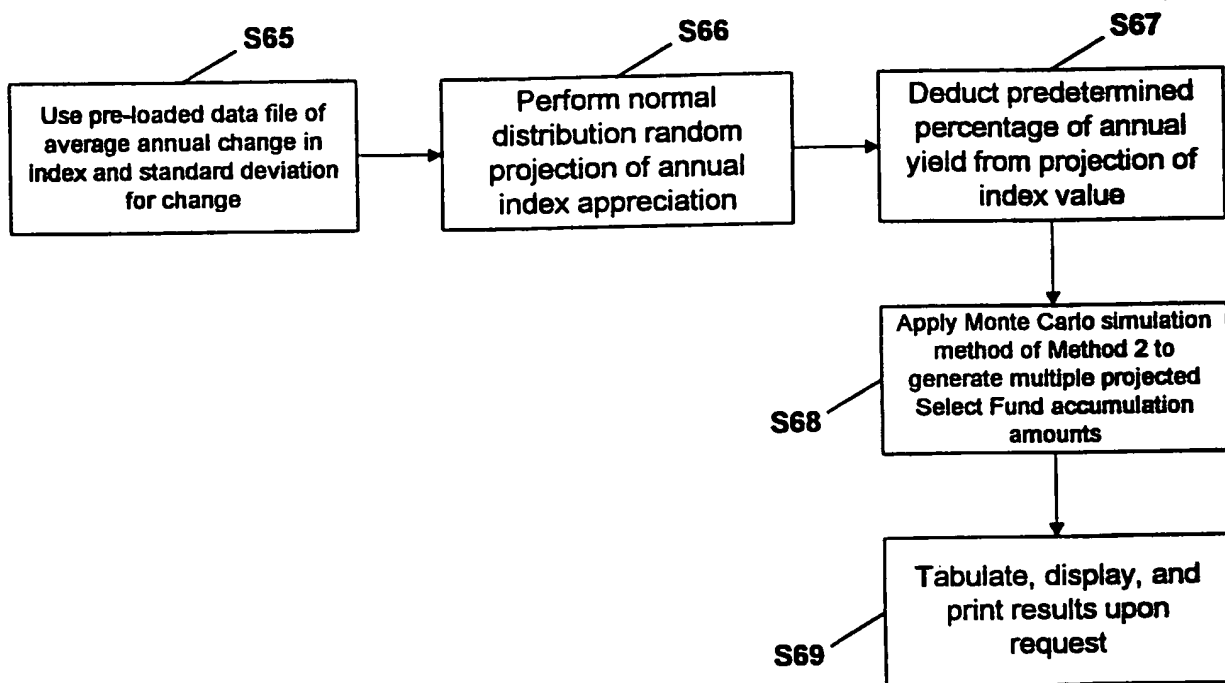 S65
Use pre-loaded data file of
average annual change in
index and standard deviation
for change
S66
Perform normal
distribution random
projection of annual
index appreciation
S67
Deduct predetermined
percentage of annual
yield from projection of
index value
Apply Monte Carlo simulation
method of Method 2 to
generate multiple projected
Select Fund accumulation
amounts
S68
Tabulate, display, and
print results upon
request
S69